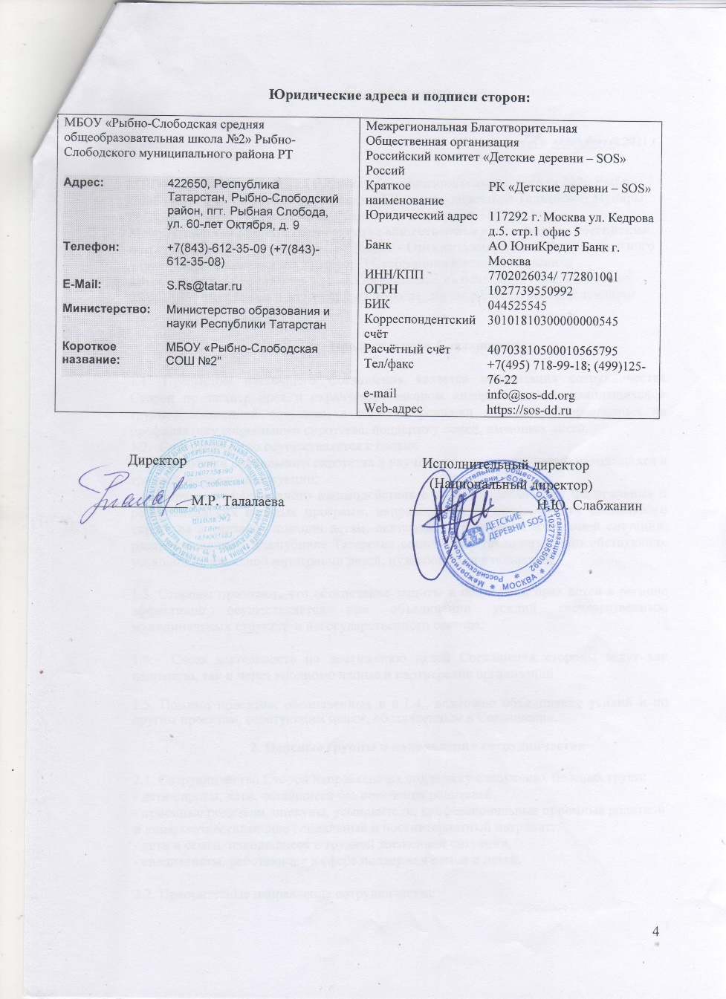 Юридические адреса и подписи сторон:
МБОУ «Рыбно-Слободская средняя
общеобразовательная школа №2» Рыбно-
Слободского муниципального района РТ
Адрес: 422650, Республика
Татарстан, Рыбно-Слободский
район, пгт. Рыбная Слобода,
ул. 60-лет Октября, д. 9
Телефон: +7(843)-612-35-09 (+7(843)-
612-35-08)
E-Mail: S.Rs@tatar.ru
Министерство: Министерство образования и
науки Республики Татарстан
Короткое МБОУ «Рыбно-Слободская
название: СОШ №2"
Межрегиональная Благотворительная
Общественная организация
Российский комитет «Детские деревни – SOS»
Россий
Краткое РК «Детские деревни – SOS»
наименование
Юридический адрес 117292 г. Москва ул. Кедрова
д.5. стр.1 офис 5
Банк АО ЮниКредит Банк г.
Москва
ИНН/КПП 7702026034/ 772801001
ОГРН 1027739550992
БИК 044525545
Корреспондентский 30101810300000000545
счёт
Расчётный счёт 40703810500010565795
Тел/факс +7(495) 718-99-18; (499)125-
76-22
e-mail info@sos-dd.org
Web-адрес https://sos-dd.ru
Директор
М.Р. Талалаева
Исполнительный директор
(Национальный директор)
Н.Ю. Слабжанин
ОГРН
Рыбно-Слободская
школа №2
ДЕТСКИЕ
ДЕРЕВНИ SOS
ОГРН 1027739550992
* МОСКВА *
4